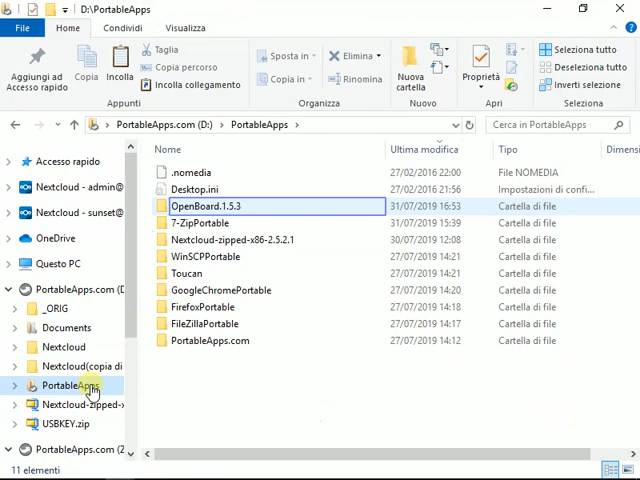 D:\PortableApps
File
Home
Condividi
Visualizza
Aggiungi ad
Accesso rapido
Copia
Incolla
Taglia
Copia percorso
Incolla collegamento
Appunti
Sposta in
Copia in
Elimina
Rinomina
Organizza
Nuova
cartella
Nuovo
Proprietà
Apri
Seleziona tutto
Deseleziona tutto
Inverti selezione
Seleziona
PortableApps.com (D:)
PortableApps
Cerca in PortableApps
Accesso rapido
Nextcloud - admin@
Nextcloud - sunset@
OneDrive
Questo PC
PortableApps.com (D
_ORIG
Documents
Nextcloud
Nextcloud(copia di
PortableApps
Nextcloud-zipped-x
USBKEY.zip
PortableApps.com (Z
Nome
Ultima modifica
Tipo
Dimensi
.nomedia 27/02/2016 22:00 File NOMEDIA
Desktop.ini 27/02/2016 21:56 Impostazioni di confi...
OpenBoard.1.5.3 31/07/2019 16:53 Cartella di file
7-ZipPortable 31/07/2019 15:39 Cartella di file
Nextcloud-zipped-x86-2.5.2.1 30/07/2019 12:08 Cartella di file
WinSCPPortable 27/07/2019 14:21 Cartella di file
Toucan 27/07/2019 14:21 Cartella di file
GoogleChromePortable 27/07/2019 14:20 Cartella di file
FirefoxPortable 27/07/2019 14:18 Cartella di file
FileZillaPortable 27/07/2019 14:17 Cartella di file
PortableApps.com 27/07/2019 14:12 Cartella di file
11 elementi